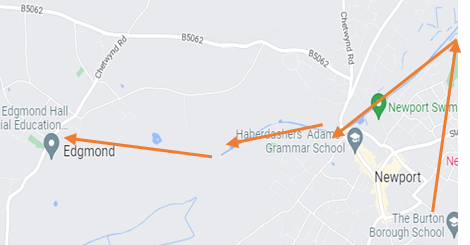 B5062
Chetwynd Rd
B5062
Chetwynd Rd
B5062
Edgmond Hall
ial Education...
Edgmond
Newport Swim
Haberdashers' Adams
Grammar School
Newport
Ne
The Burton
Borough School